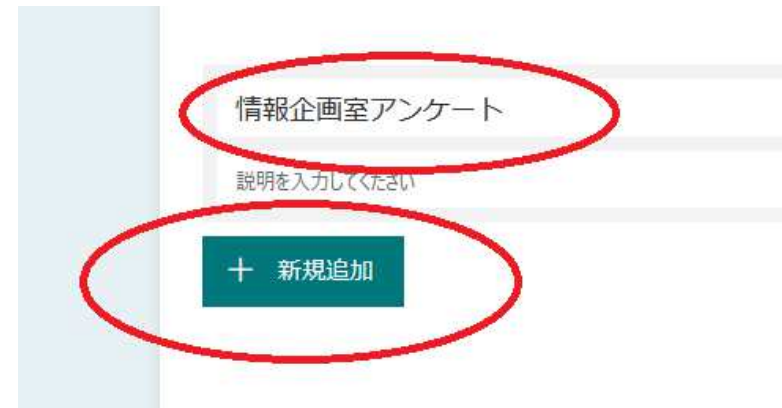 情報企画室アンケート
説明を入力してください
＋ 新規追加